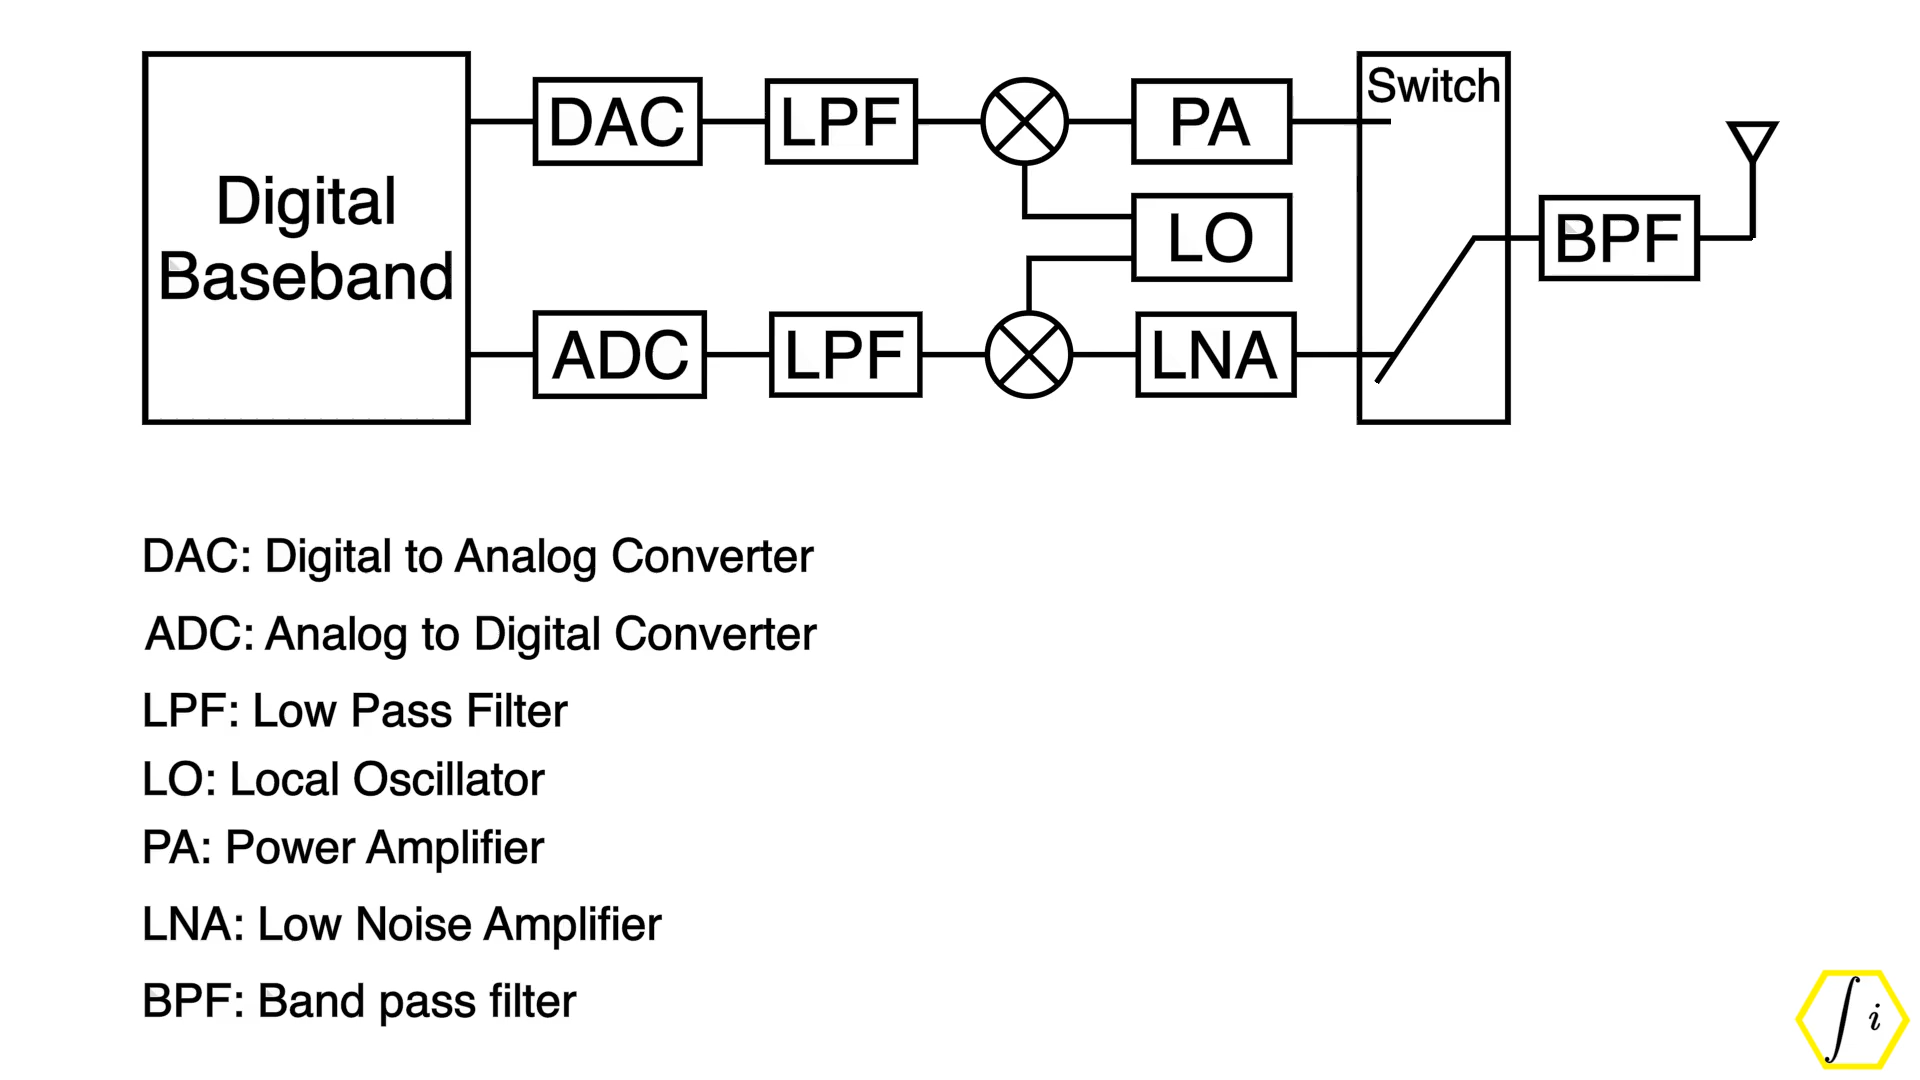 Switch
DAC
LPF
PA
Digital
Baseband
LO
BPF
ADC
LPF
LNA
DAC: Digital to Analog Converter
ADC: Analog to Digital Converter
LPF: Low Pass Filter
LO: Local Oscillator
PA: Power Amplifier
LNA: Low Noise Amplifier
BPF: Band pass filter
∫ i